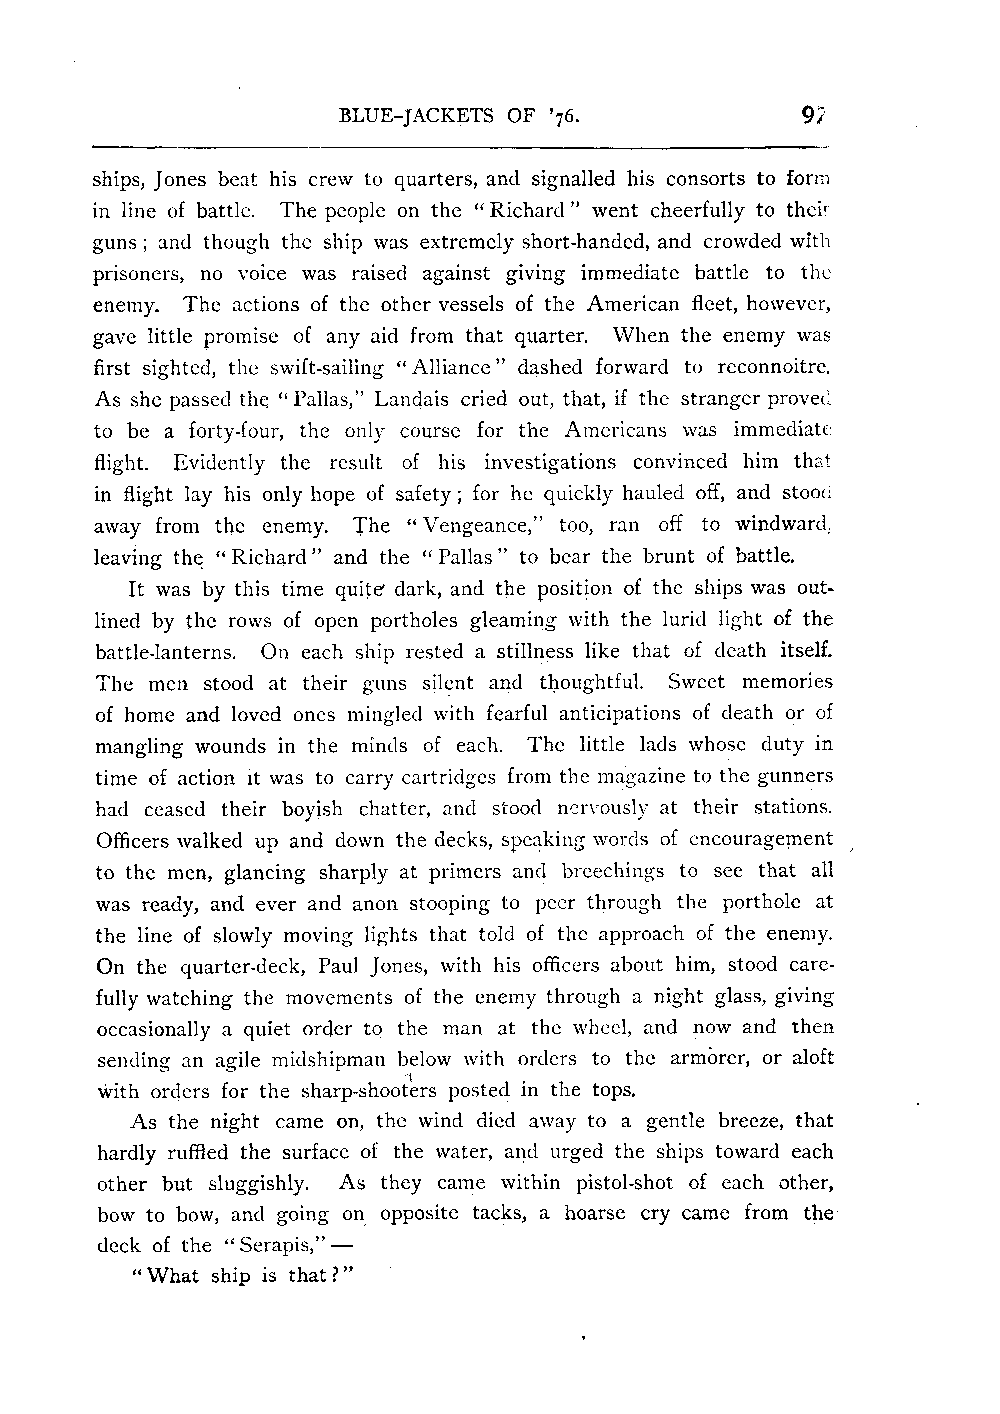 BLUE-JACKETS OF '76. 97
ships, Jones beat his crew to quarters, and signalled his consorts to form
in line of battle. The people on the "Richard" went cheerfully to their
guns; and though the ship was extremely short-handed, and crowded with
prisoners, no voice was raised against giving immediate battle to the
enemy. The actions of the other vessels of the American fleet, however,
gave little promise of any aid from that quarter. When the enemy was
first sighted, the swift-sailing "Alliance" dashed forward to reconnoitre.
As she passed the "Pallas," Landais cried out, that, if the stranger proved
to be a forty-four, the only course for the Americans was immediate
flight. Evidently the result of his investigations convinced him that
in flight lay his only hope of safety; for he quickly hauled off, and stood
away from the enemy. The "Vengeance," too, ran off to windward,
leaving the "Richard" and the "Pallas" to bear the brunt of battle.
It was by this time quite dark, and the position of the ships was out-
lined by the rows of open portholes gleaming with the lurid light of the
battle-lanterns. On each ship rested a stillness like that of death itself.
The men stood at their guns silent and thoughtful. Sweet memories
of home and loved ones mingled with fearful anticipations of death or of
mangling wounds in the minds of each. The little lads whose duty in
time of action it was to carry cartridges from the magazine to the gunners
had ceased their boyish chatter, and stood nervously at their stations.
Officers walked up and down the decks, speaking words of encouragement
to the men, glancing sharply at primers and breechings to see that all
was ready, and ever and anon stooping to peer through the porthole at
the line of slowly moving lights that told of the approach of the enemy.
On the quarter-deck, Paul Jones, with his officers about him, stood care-
fully watching the movements of the enemy through a night glass, giving
occasionally a quiet order to the man at the wheel, and now and then
sending an agile midshipman below with orders to the armorer, or aloft
with orders for the sharp-shooters posted in the tops.
As the night came on, the wind died away to a gentle breeze, that
hardly ruffled the surface of the water, and urged the ships toward each
other but sluggishly. As they came within pistol-shot of each other,
bow to bow, and going on opposite tacks, a hoarse cry came from the
deck of the "Serapis,"—
"What ship is that?"